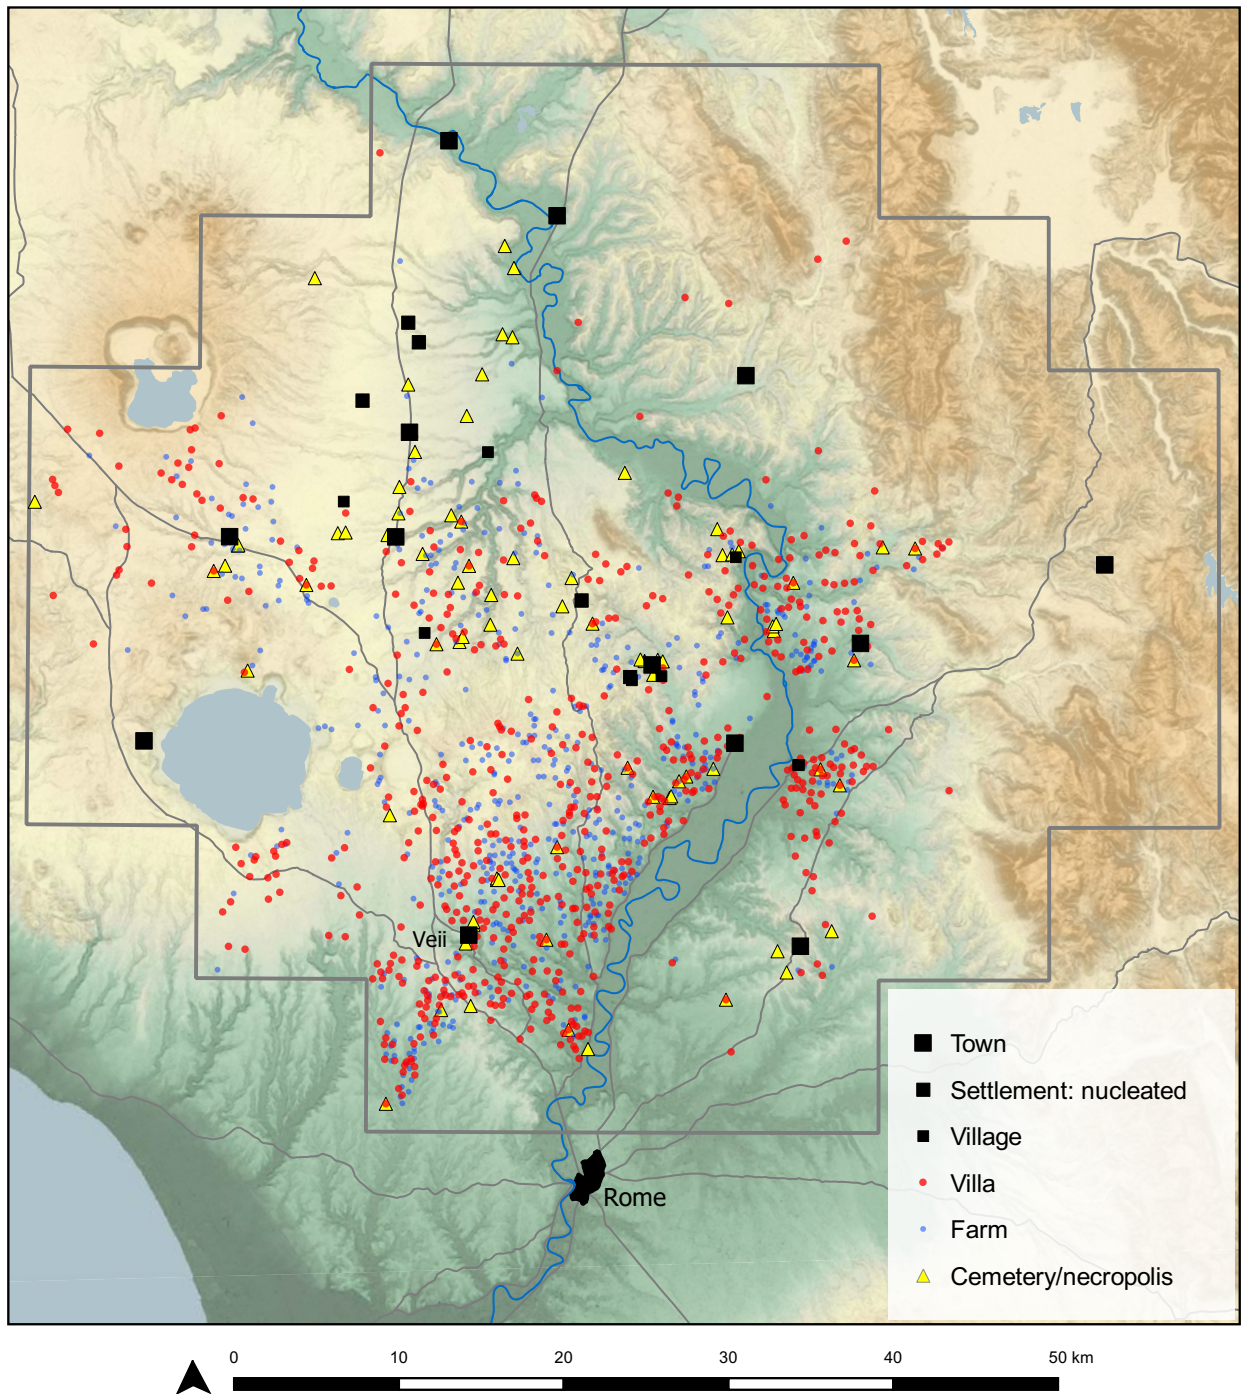 Veii
Rome
Town
Settlement: nucleated
Village
Villa
Farm
Cemetery/necropolis
0 10 20 30 40 50 km